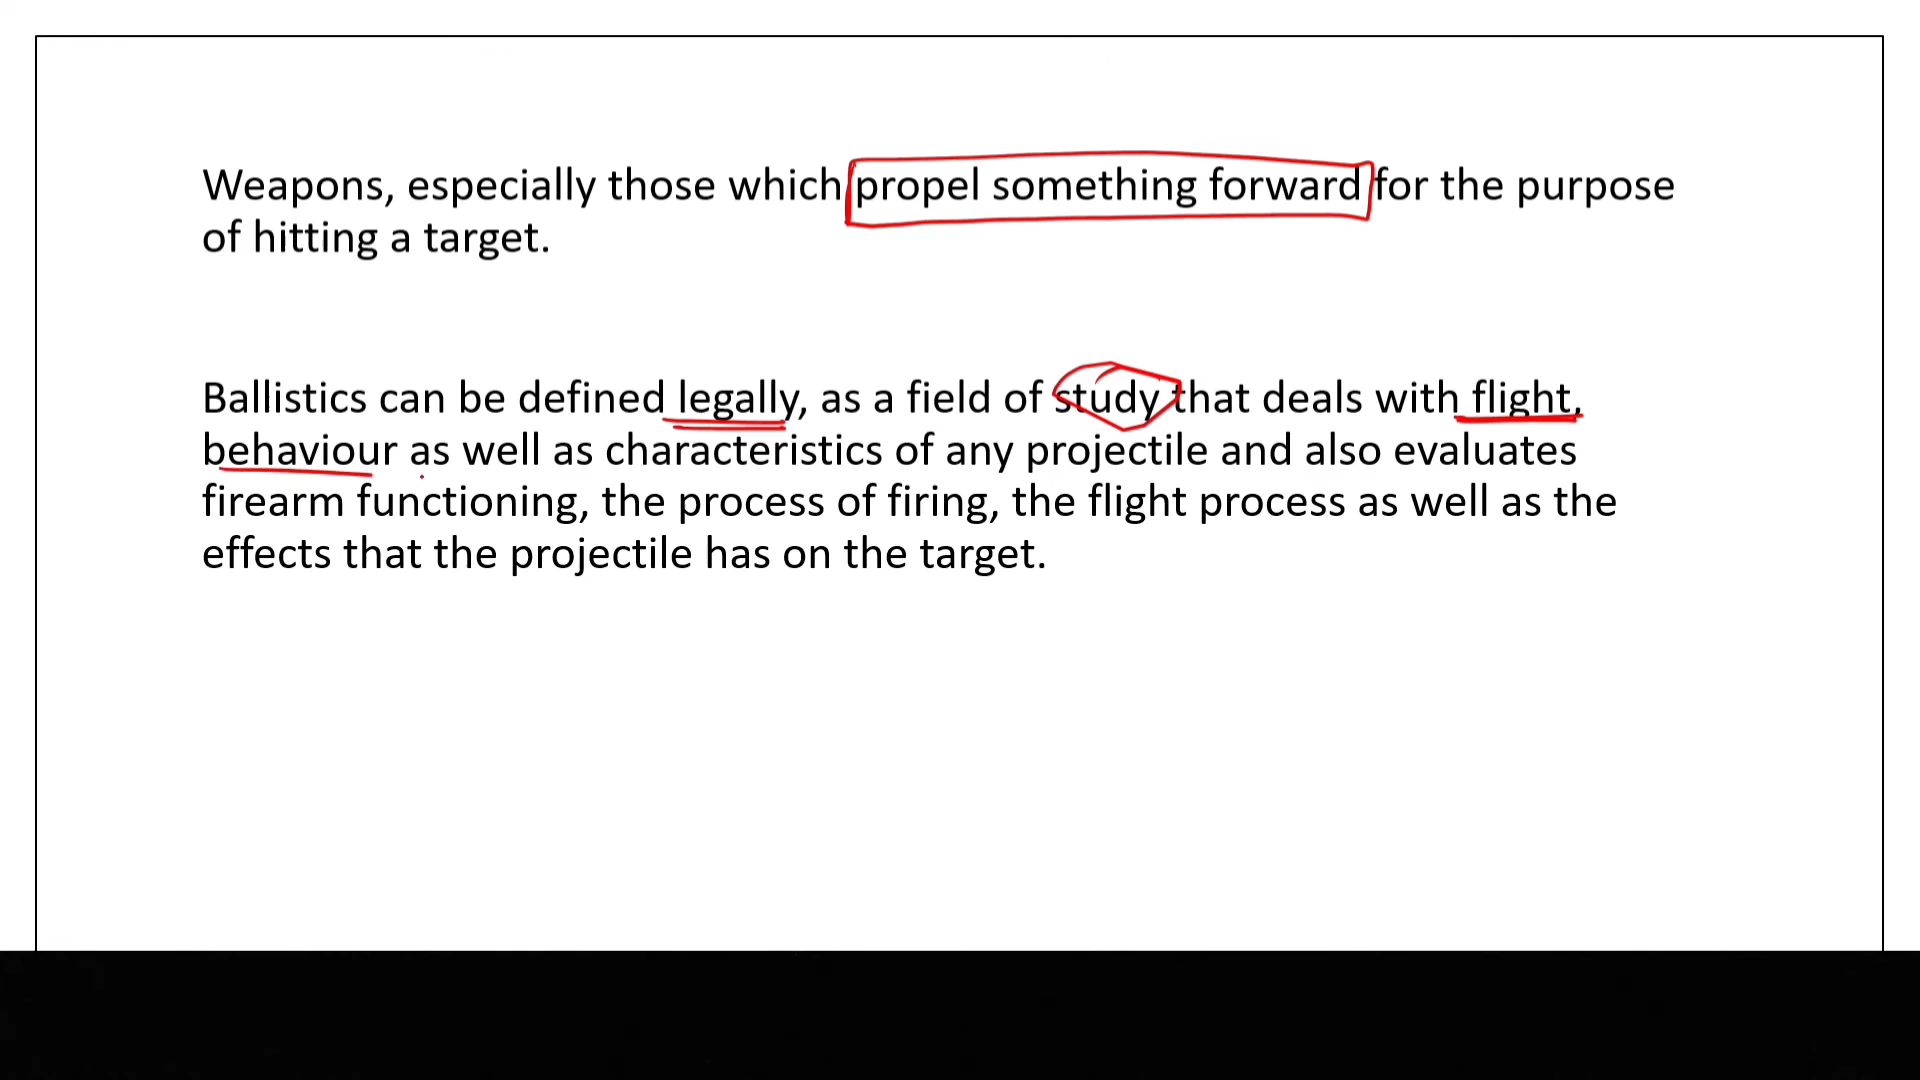 Weapons, especially those which propel something forward for the purpose
of hitting a target.
Ballistics can be defined legally, as a field of study that deals with flight,
behaviour as well as characteristics of any projectile and also evaluates
firearm functioning, the process of firing, the flight process as well as the
effects that the projectile has on the target.